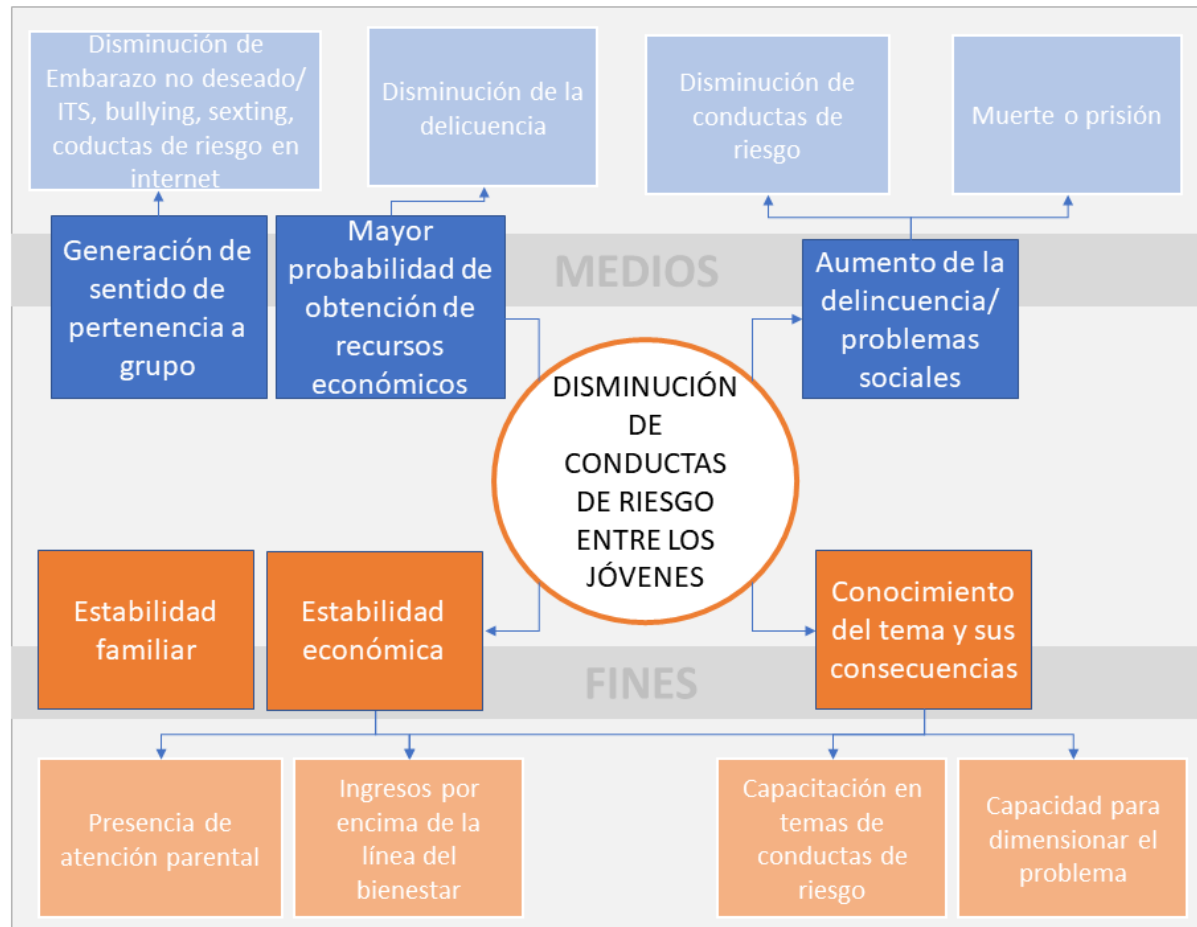 Disminución de
Embarazo no deseado/
ITS, bullying, sexting,
coductas de riesgo en
internet
Disminución de la
delicuencia
Disminución de
conductas de
riesgo
Muerte o prisión
Generación de
sentido de
pertenencia a
grupo
Mayor
probabilidad de
obtención de
recursos
económicos
MEDIOS
Aumento de la
delincuencia/
problemas
sociales
DISMINUCIÓN
DE
CONDUCTAS
DE RIESGO
ENTRE LOS
JÓVENES
Estabilidad
familiar
Estabilidad
económica
Conocimiento
del tema y sus
consecuencias
FINES
Presencia de
atención parental
Ingresos por
encima de la
línea del
bienestar
Capacitación en
temas de
conductas de
riesgo
Capacidad para
dimensionar el
problema